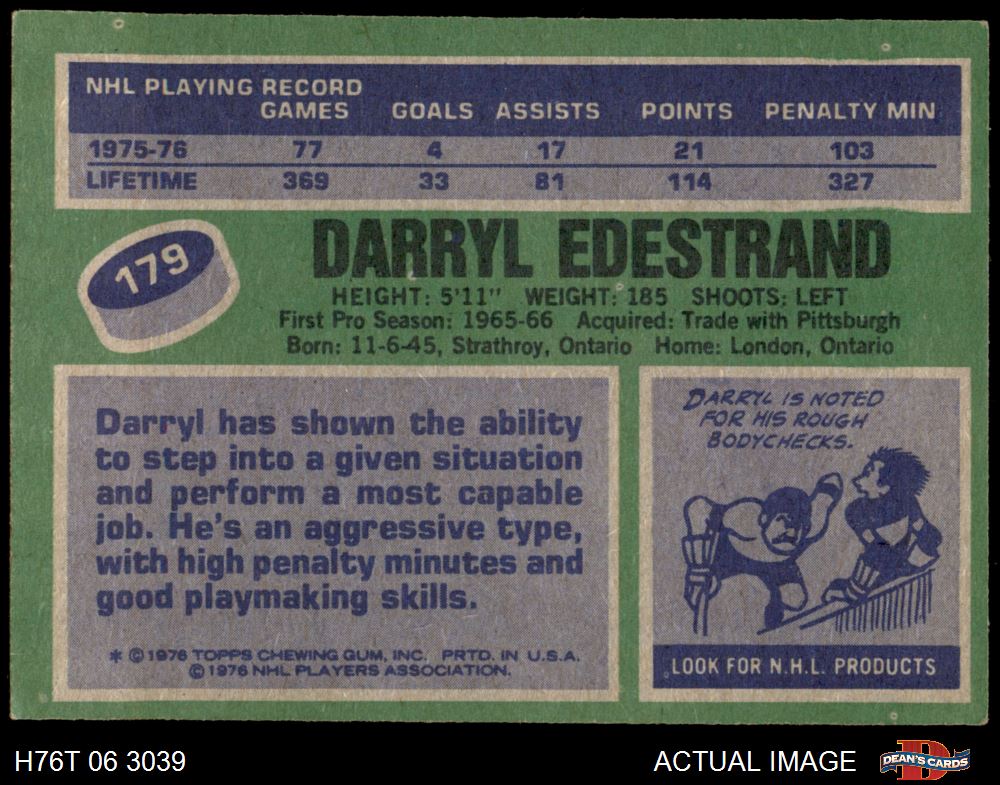 NHL PLAYING RECORD
GAMES GOALS ASSISTS POINTS PENALTY MIN
1975-76 77 4 17 21 103
LIFETIME 369 33 81 114 327
179
DARRYL EDESTRAND
HEIGHT: 5'11" WEIGHT: 185 SHOOTS: LEFT
First Pro Season: 1965-66 Acquired: Trade with Pittsburgh
Born: 11-6-45, Strathroy, Ontario Home: London, Ontario
Darryl has shown the ability
to step into a given situation
and perform a most capable
job. He's an aggressive type,
with high penalty minutes and
good playmaking skills.
* © 1976 TOPPS CHEWING GUM, INC. PRTD. IN U.S.A.
© 1976 NHL PLAYERS ASSOCIATION.
DARRYL IS NOTED
FOR HIS ROUGH
BODYCHECKS.
LOOK FOR N.H.L. PRODUCTS
H76T 06 3039
ACTUAL IMAGE
D
DEAN'S CARDS